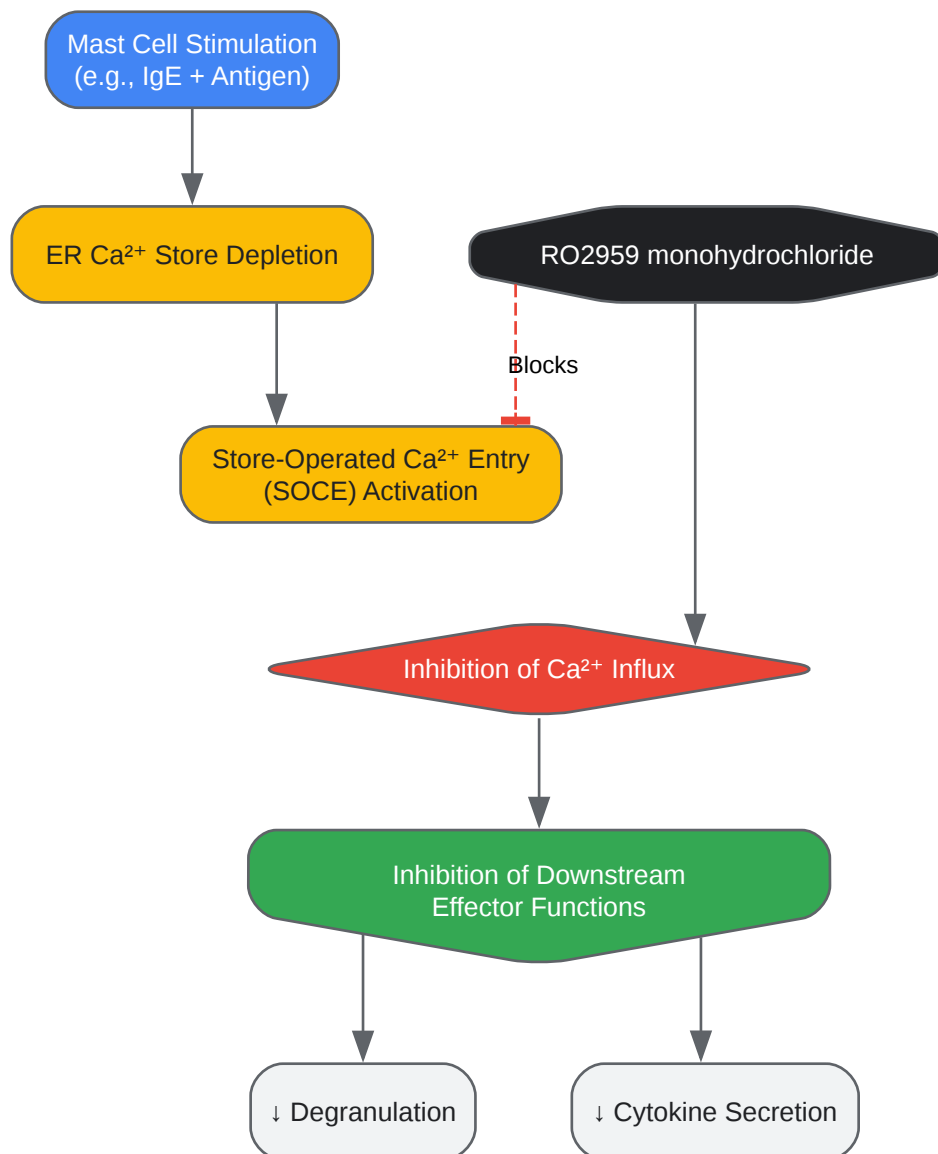 Mast Cell Stimulation
(e.g., IgE + Antigen)
ER Ca²⁺ Store Depletion
RO2959 monohydrochloride
Blocks
Store-Operated Ca²⁺ Entry
(SOCE) Activation
Inhibition of Ca²⁺ Influx
Inhibition of Downstream
Effector Functions
↓ Degranulation
↓ Cytokine Secretion